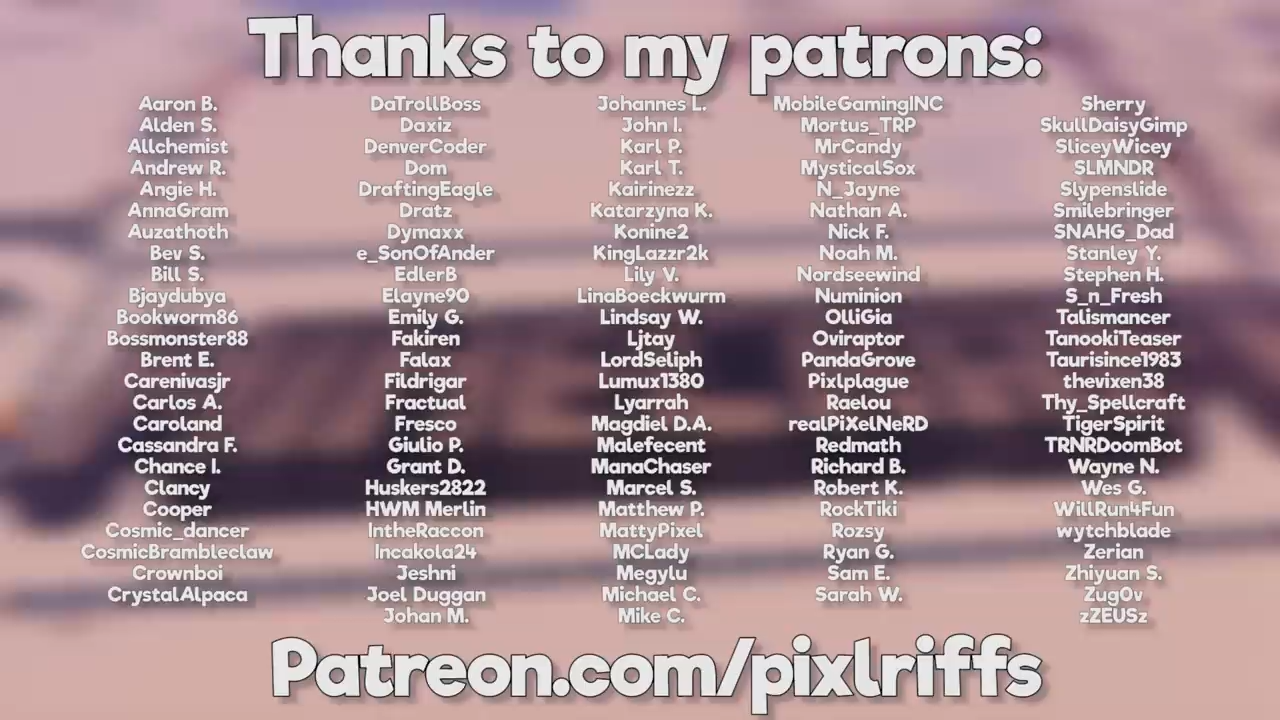 Thanks to my patrons:
Aaron B.
Alden S.
Allchemist
Andrew R.
Angie H.
AnnaGram
Auzathoth
Bev S.
Bill S.
Bjaydubya
Bookworm86
Bossmonster88
Brent E.
Carenivasjr
Carlos A.
Caroland
Cassandra F.
Chance I.
Clancy
Cooper
Cosmic_dancer
CosmicBrambleclaw
Crownboi
CrystalAlpaca
DaTrollBoss
Daxiz
DenverCoder
Dom
DraftingEagle
Dratz
Dymaxx
e_SonOfAnder
EdlerB
Elayne90
Emily G.
Fakiren
Falax
Fildrigar
Fractual
Fresco
Giulio P.
Grant D.
Huskers2822
HWM Merlin
IntheRaccon
Incakola24
Jeshni
Joel Duggan
Johan M.
Johannes L.
John I.
Karl P.
Karl T.
Kairinezz
Katarzyna K.
Konine2
KingLazzr2k
Lily V.
LinaBoeckwurm
Lindsay W.
Ljtay
LordSeliph
Lumux1380
Lyarrah
Magdiel D.A.
Malefecent
ManaChaser
Marcel S.
Matthew P.
MattyPixel
MCLady
Megylu
Michael C.
Mike C.
MobileGamingINC
Mortus_TRP
MrCandy
MysticalSox
N_Jayne
Nathan A.
Nick F.
Noah M.
Nordseewind
Numinion
OlliGia
Oviraptor
PandaGrove
Pixlplague
Raelou
realPiXelNeRD
Redmath
Richard B.
Robert K.
RockTiki
Rozsy
Ryan G.
Sam E.
Sarah W.
Sherry
SkullDaisyGimp
SliceyWicey
SLMNDR
Slypenslide
Smilebringer
SNAHG_Dad
Stanley Y.
Stephen H.
S_n_Fresh
Talismancer
TanookiTeaser
Taurisince1983
thevixen38
Thy_Spellcraft
TigerSpirit
TRNRDoomBot
Wayne N.
Wes G.
WillRun4Fun
wytchblade
Zerian
Zhiyuan S.
Zug0v
zZEUSz
Patreon.com/pixlriffs